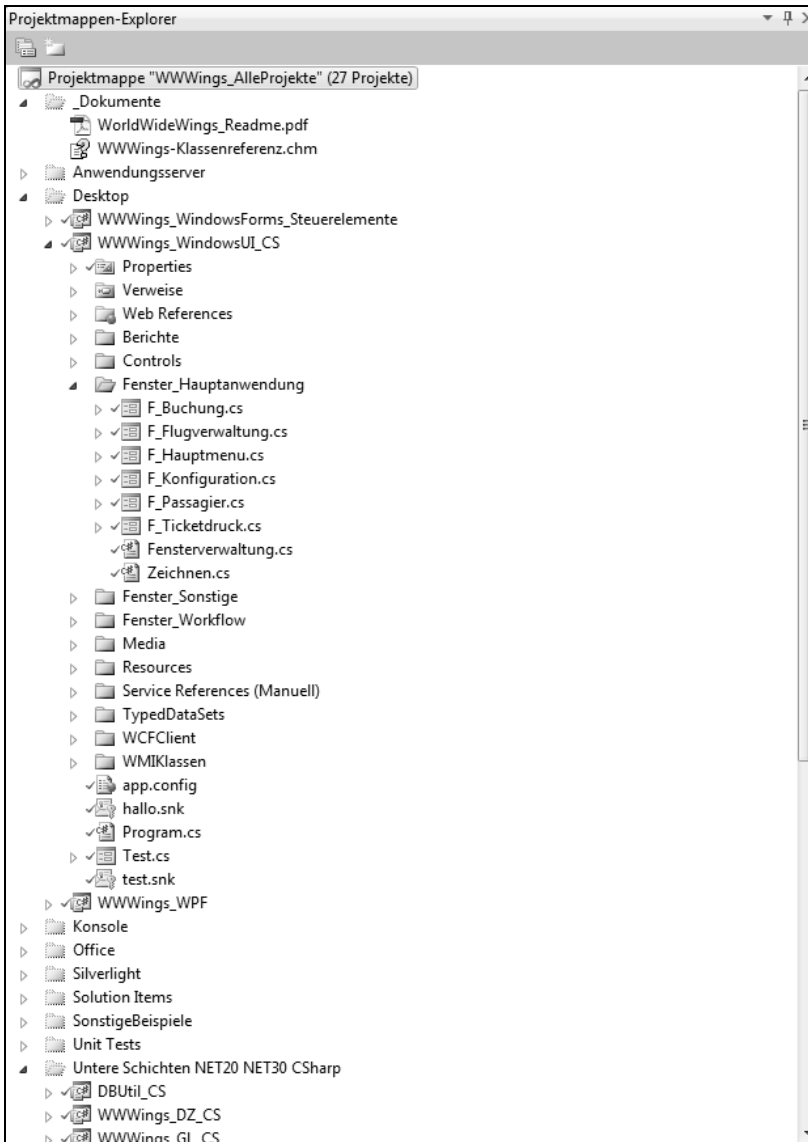 Projektmappen-Explorer
Projektmappe "WWWings_AlleProjekte" (27 Projekte)
_Dokumente
WorldWideWings_Readme.pdf
WWWings-Klassenreferenz.chm
Anwendungsserver
Desktop
WWWings_WindowsForms_Steuerelemente
WWWings_WindowsUI_CS
Properties
Verweise
Web References
Berichte
Controls
Fenster_Hauptanwendung
F_Buchung.cs
F_Flugverwaltung.cs
F_Hauptmenu.cs
F_Konfiguration.cs
F_Passagier.cs
F_Ticketdruck.cs
Fensterverwaltung.cs
Zeichnen.cs
Fenster_Sonstige
Fenster_Workflow
Media
Resources
Service References (Manuell)
TypedDataSets
WCFClient
WMIKlassen
app.config
hallo.snk
Program.cs
Test.cs
test.snk
WWWings_WPF
Konsole
Office
Silverlight
Solution Items
SonstigeBeispiele
Unit Tests
Untere Schichten NET20 NET30 CSharp
DBUtil_CS
WWWings_DZ_CS
WWWings_GL_CS